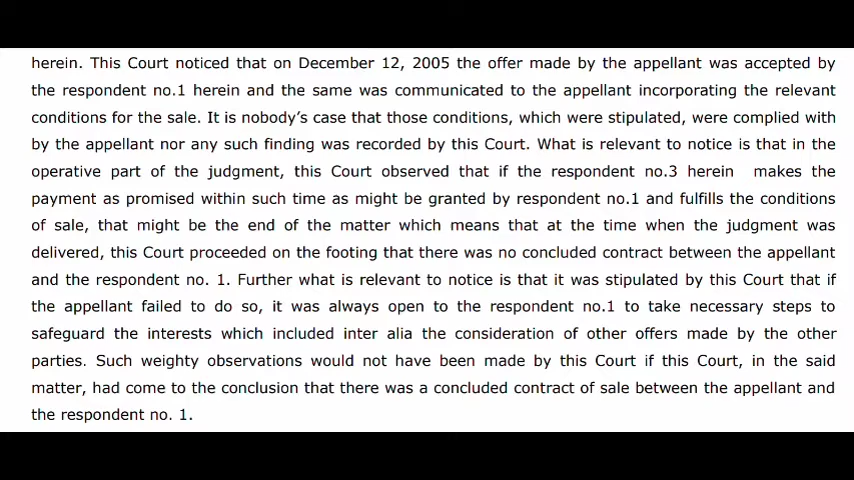 herein. This Court noticed that on December 12, 2005 the offer made by the appellant was accepted by
the respondent no.1 herein and the same was communicated to the appellant incorporating the relevant
conditions for the sale. It is nobody's case that those conditions, which were stipulated, were complied with
by the appellant nor any such finding was recorded by this Court. What is relevant to notice is that in the
operative part of the judgment, this Court observed that if the respondent no.3 herein makes the
payment as promised within such time as might be granted by respondent no.1 and fulfills the conditions
of sale, that might be the end of the matter which means that at the time when the judgment was
delivered, this Court proceeded on the footing that there was no concluded contract between the appellant
and the respondent no. 1. Further what is relevant to notice is that it was stipulated by this Court that if
the appellant failed to do so, it was always open to the respondent no.1 to take necessary steps to
safeguard the interests which included inter alia the consideration of other offers made by the other
parties. Such weighty observations would not have been made by this Court if this Court, in the said
matter, had come to the conclusion that there was a concluded contract of sale between the appellant and
the respondent no. 1.